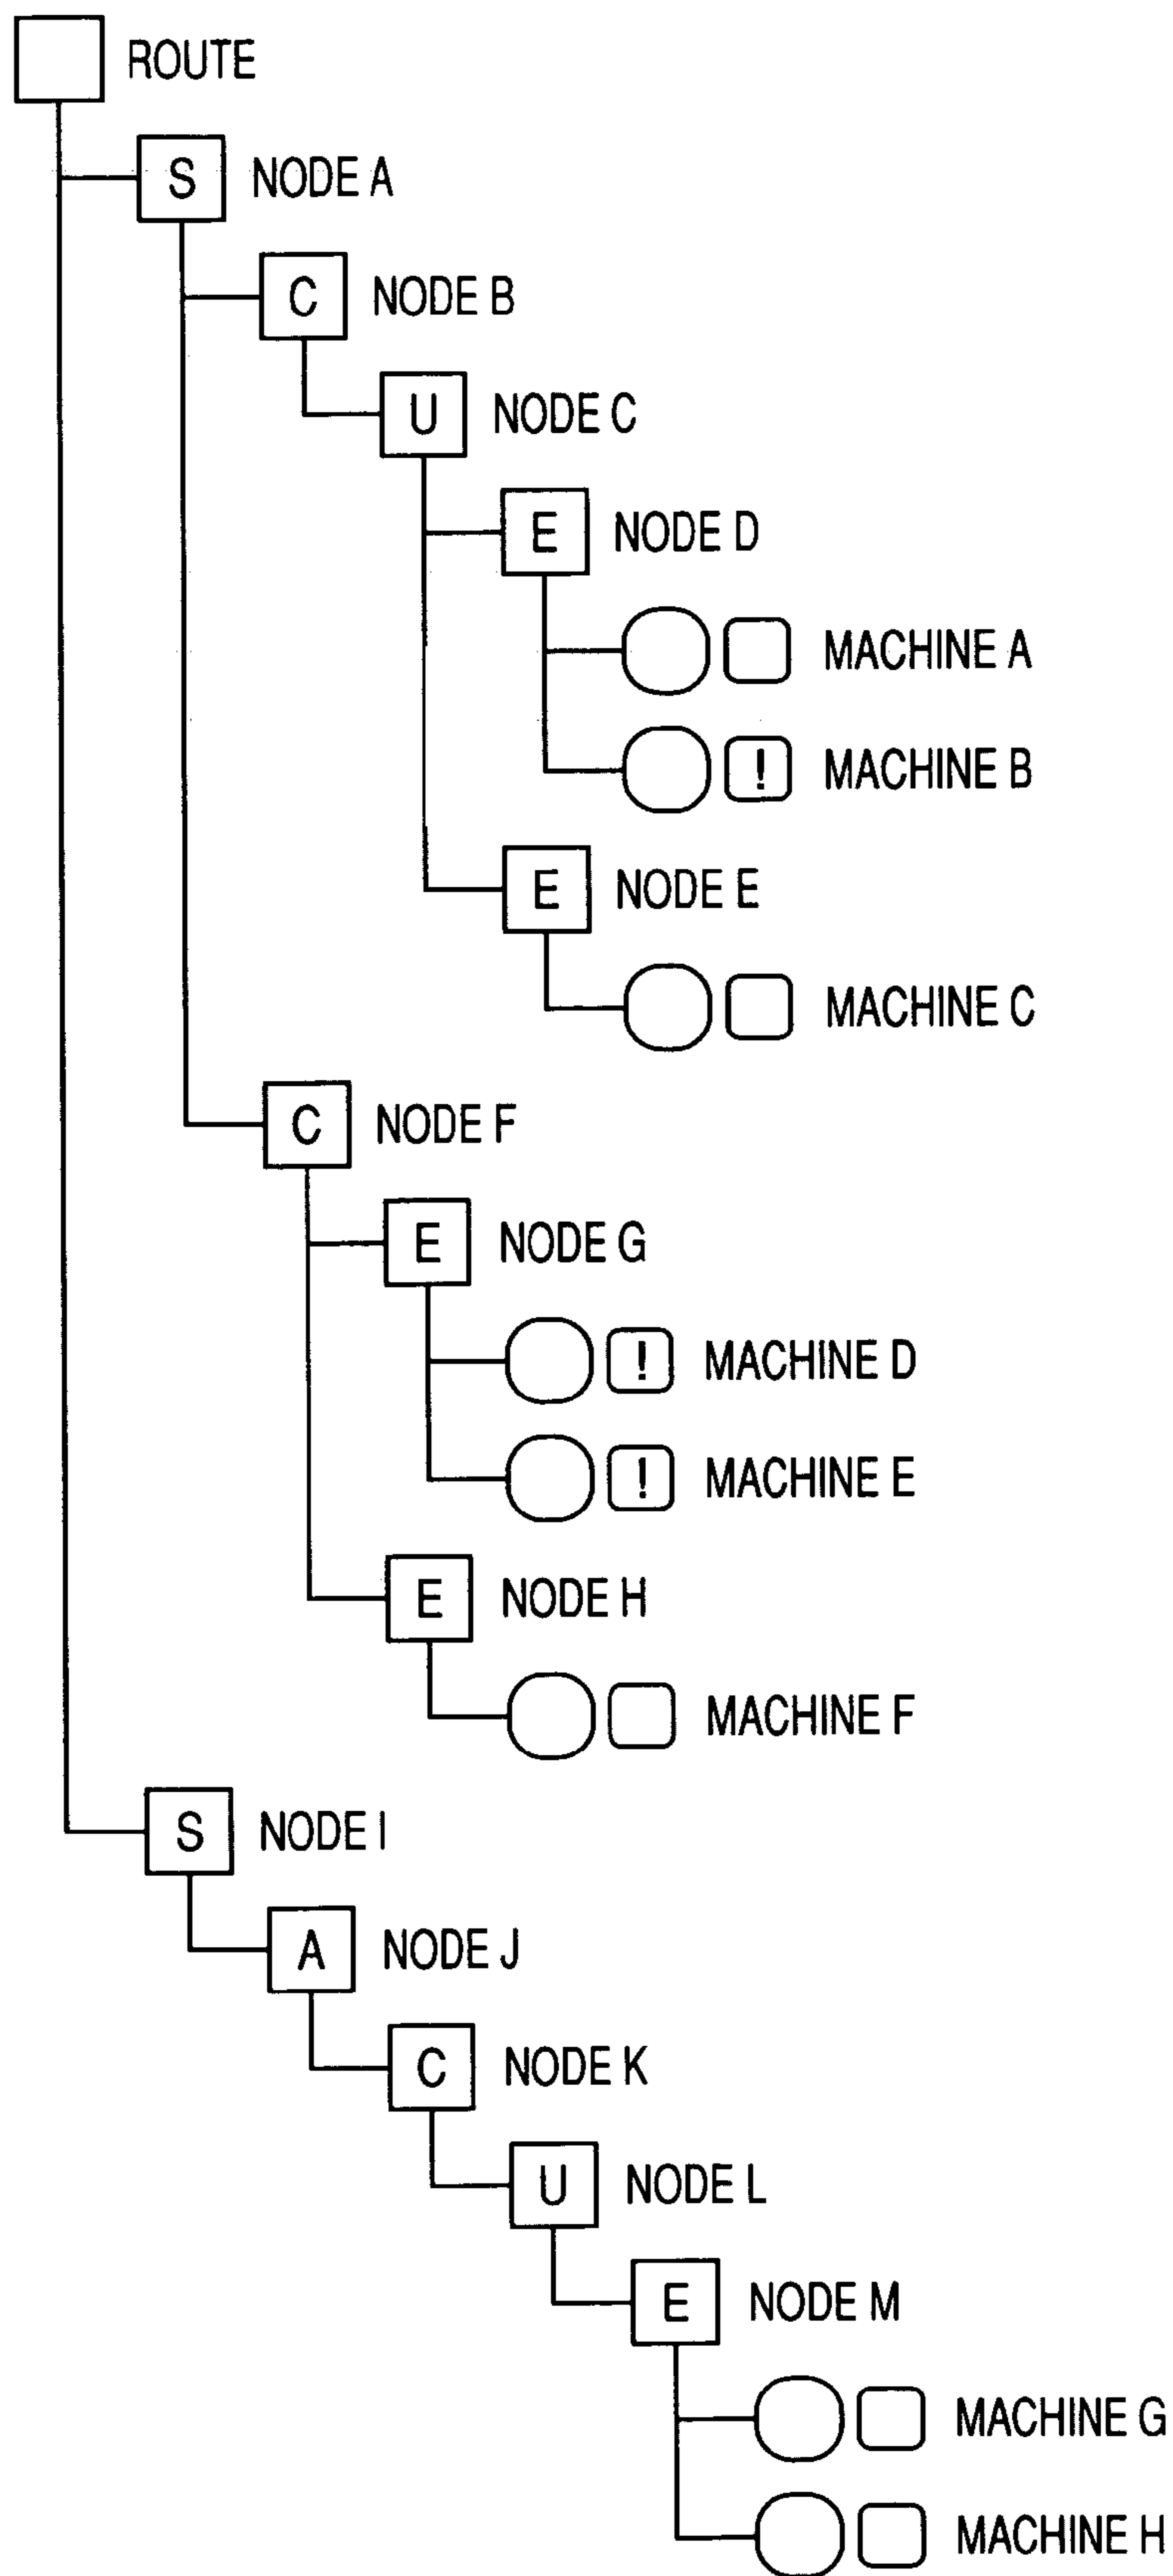 ROUTE
S NODE A
C NODE B
U NODE C
E NODE D
MACHINE A
! MACHINE B
E NODE E
MACHINE C
C NODE F
E NODE G
! MACHINE D
! MACHINE E
E NODE H
MACHINE F
S NODE I
A NODE J
C NODE K
U NODE L
E NODE M
MACHINE G
MACHINE H